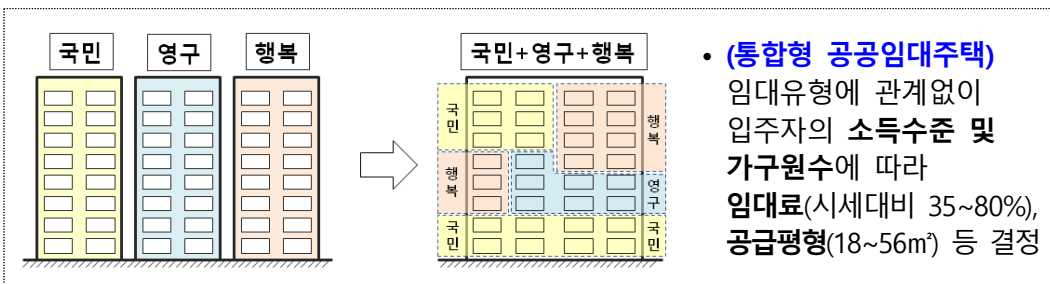 국민 영구 행복
국민+영구+행복
국민
행복
행복
영구
국민
국민
• (통합형 공공임대주택)
임대유형에 관계없이
입주자의 소득수준 및
가구원수에 따라
임대료(시세대비 35~80%),
공급평형(18~56㎡) 등 결정